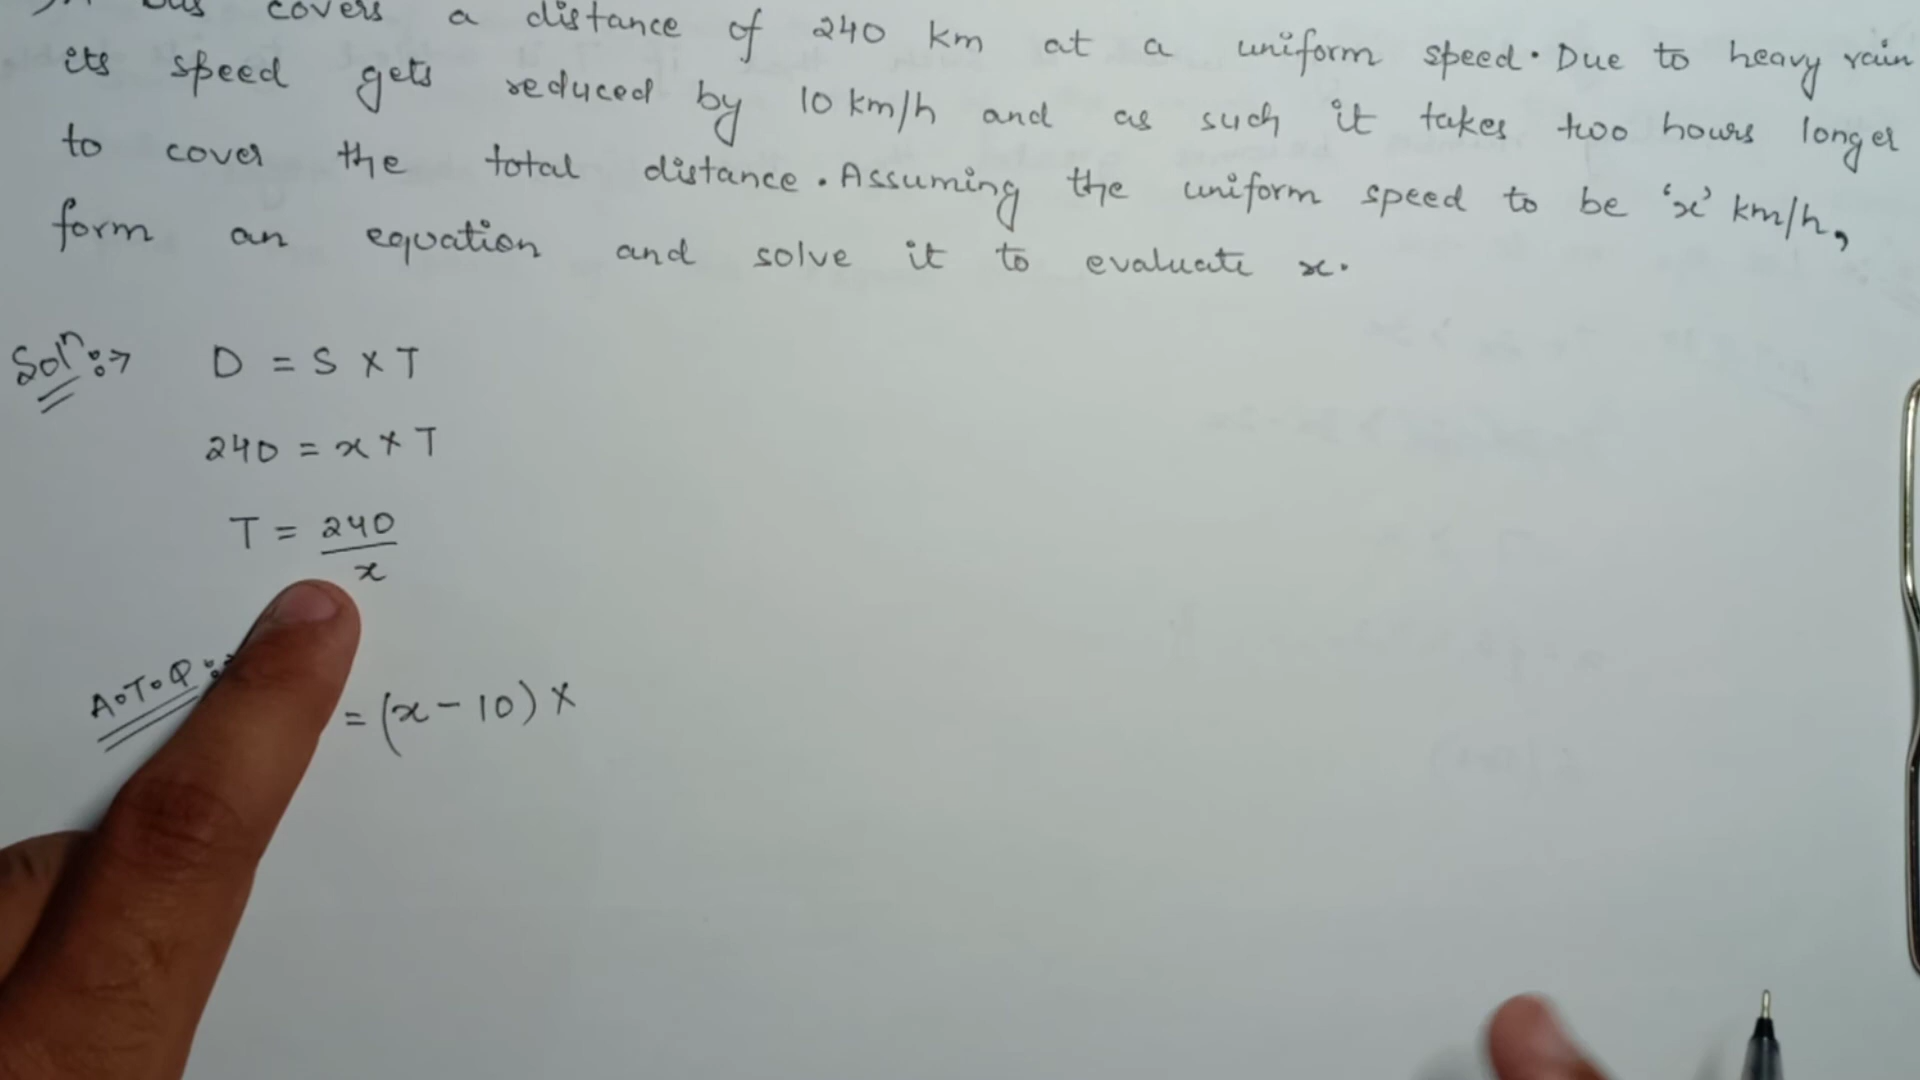 covers a distance of 240 km at a uniform speed. Due to heavy rain
its speed gets reduced by 10 km/h and as such it takes two hours longer
to cover the total distance. Assuming the uniform speed to be 'x' km/h,
form an equation and solve it to evaluate x.
Soln:→ D = S × T
240 = x × T
T = 240/x
A.T.Q:
= (x - 10) ×